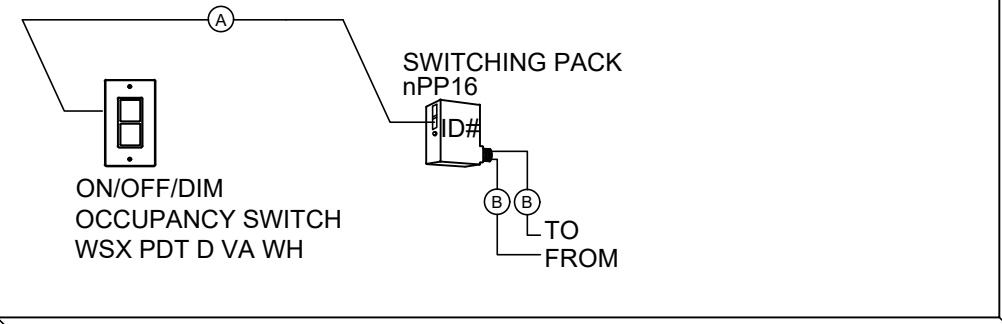 A
SWITCHING PACK
nPP16
ID#
ON/OFF/DIM
OCCUPANCY SWITCH
WSX PDT D VA WH
B B
TO
FROM